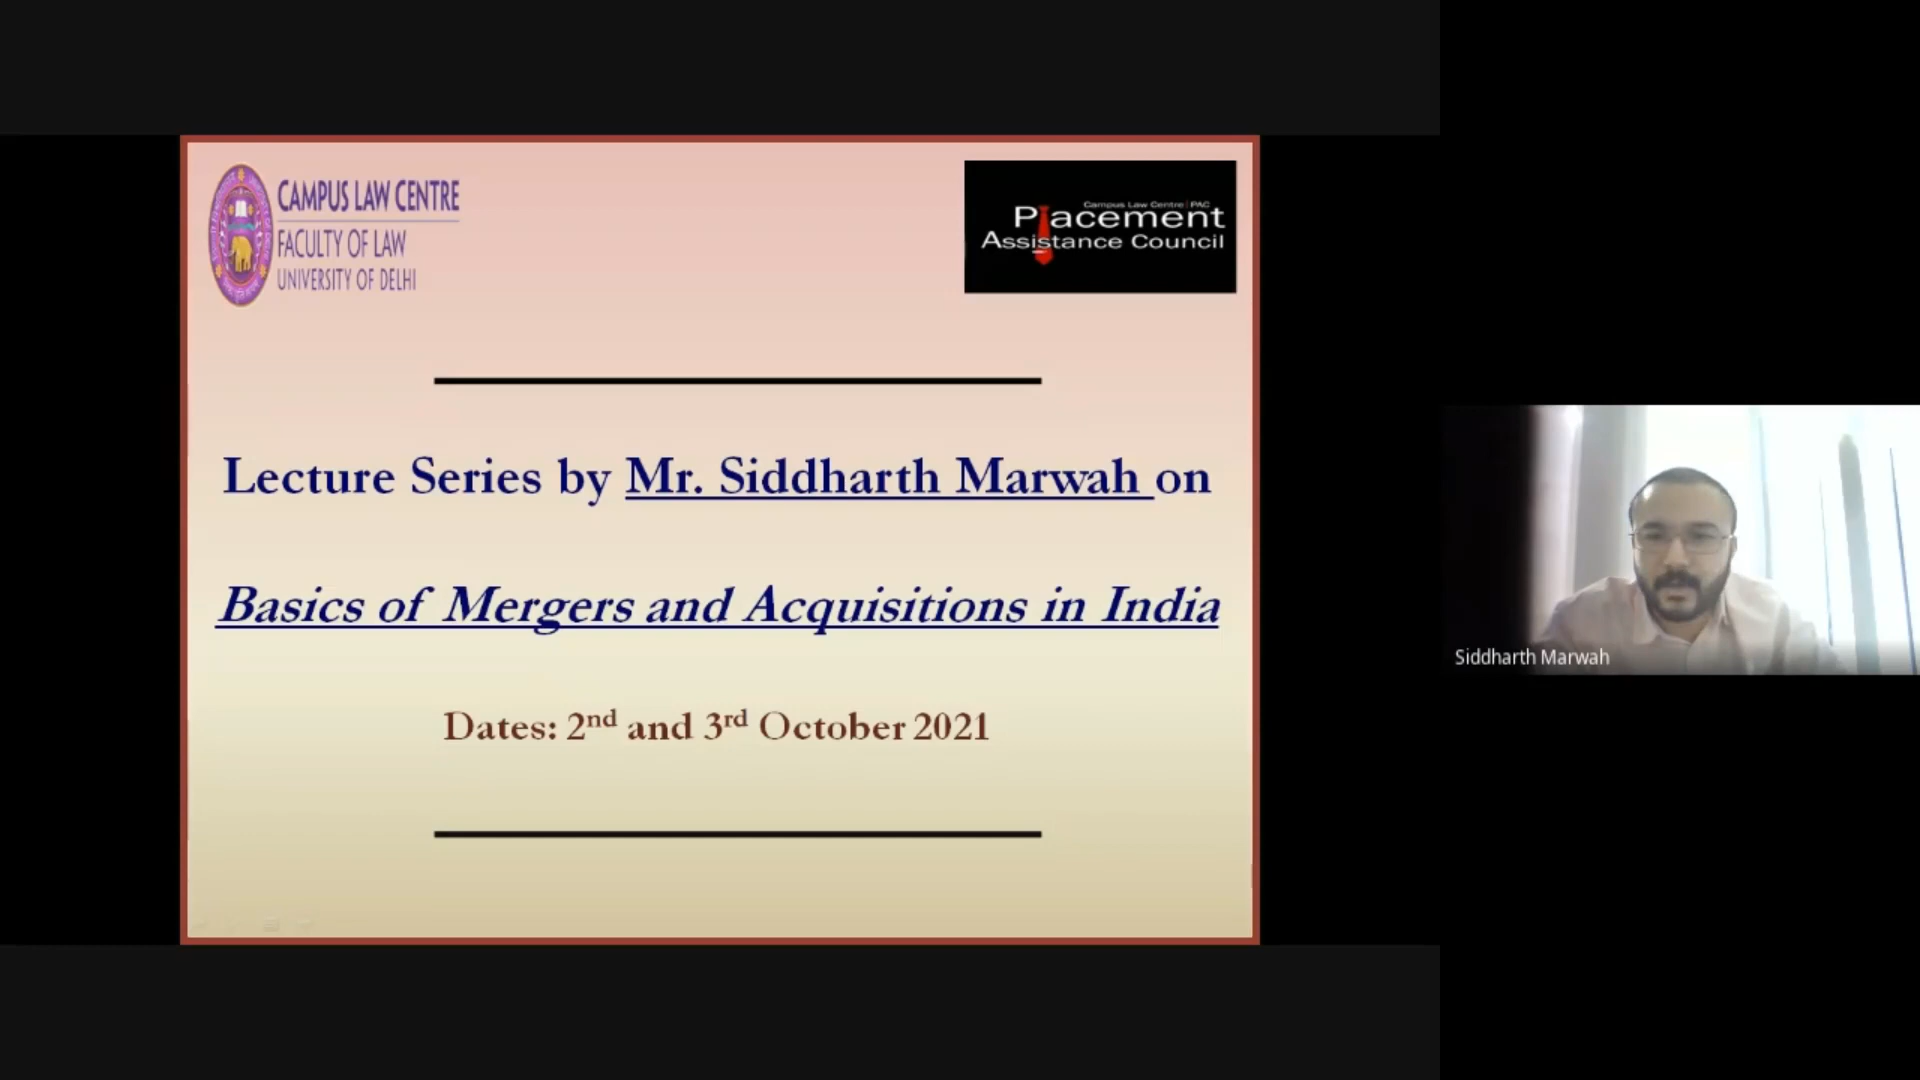 CAMPUS LAW CENTRE
FACULTY OF LAW
UNIVERSITY OF DELHI
Campus Law Centre | PAC
Placement
Assistance Council
Lecture Series by Mr. Siddharth Marwah on
Basics of Mergers and Acquisitions in India
Dates: 2nd and 3rd October 2021
Siddharth Marwah